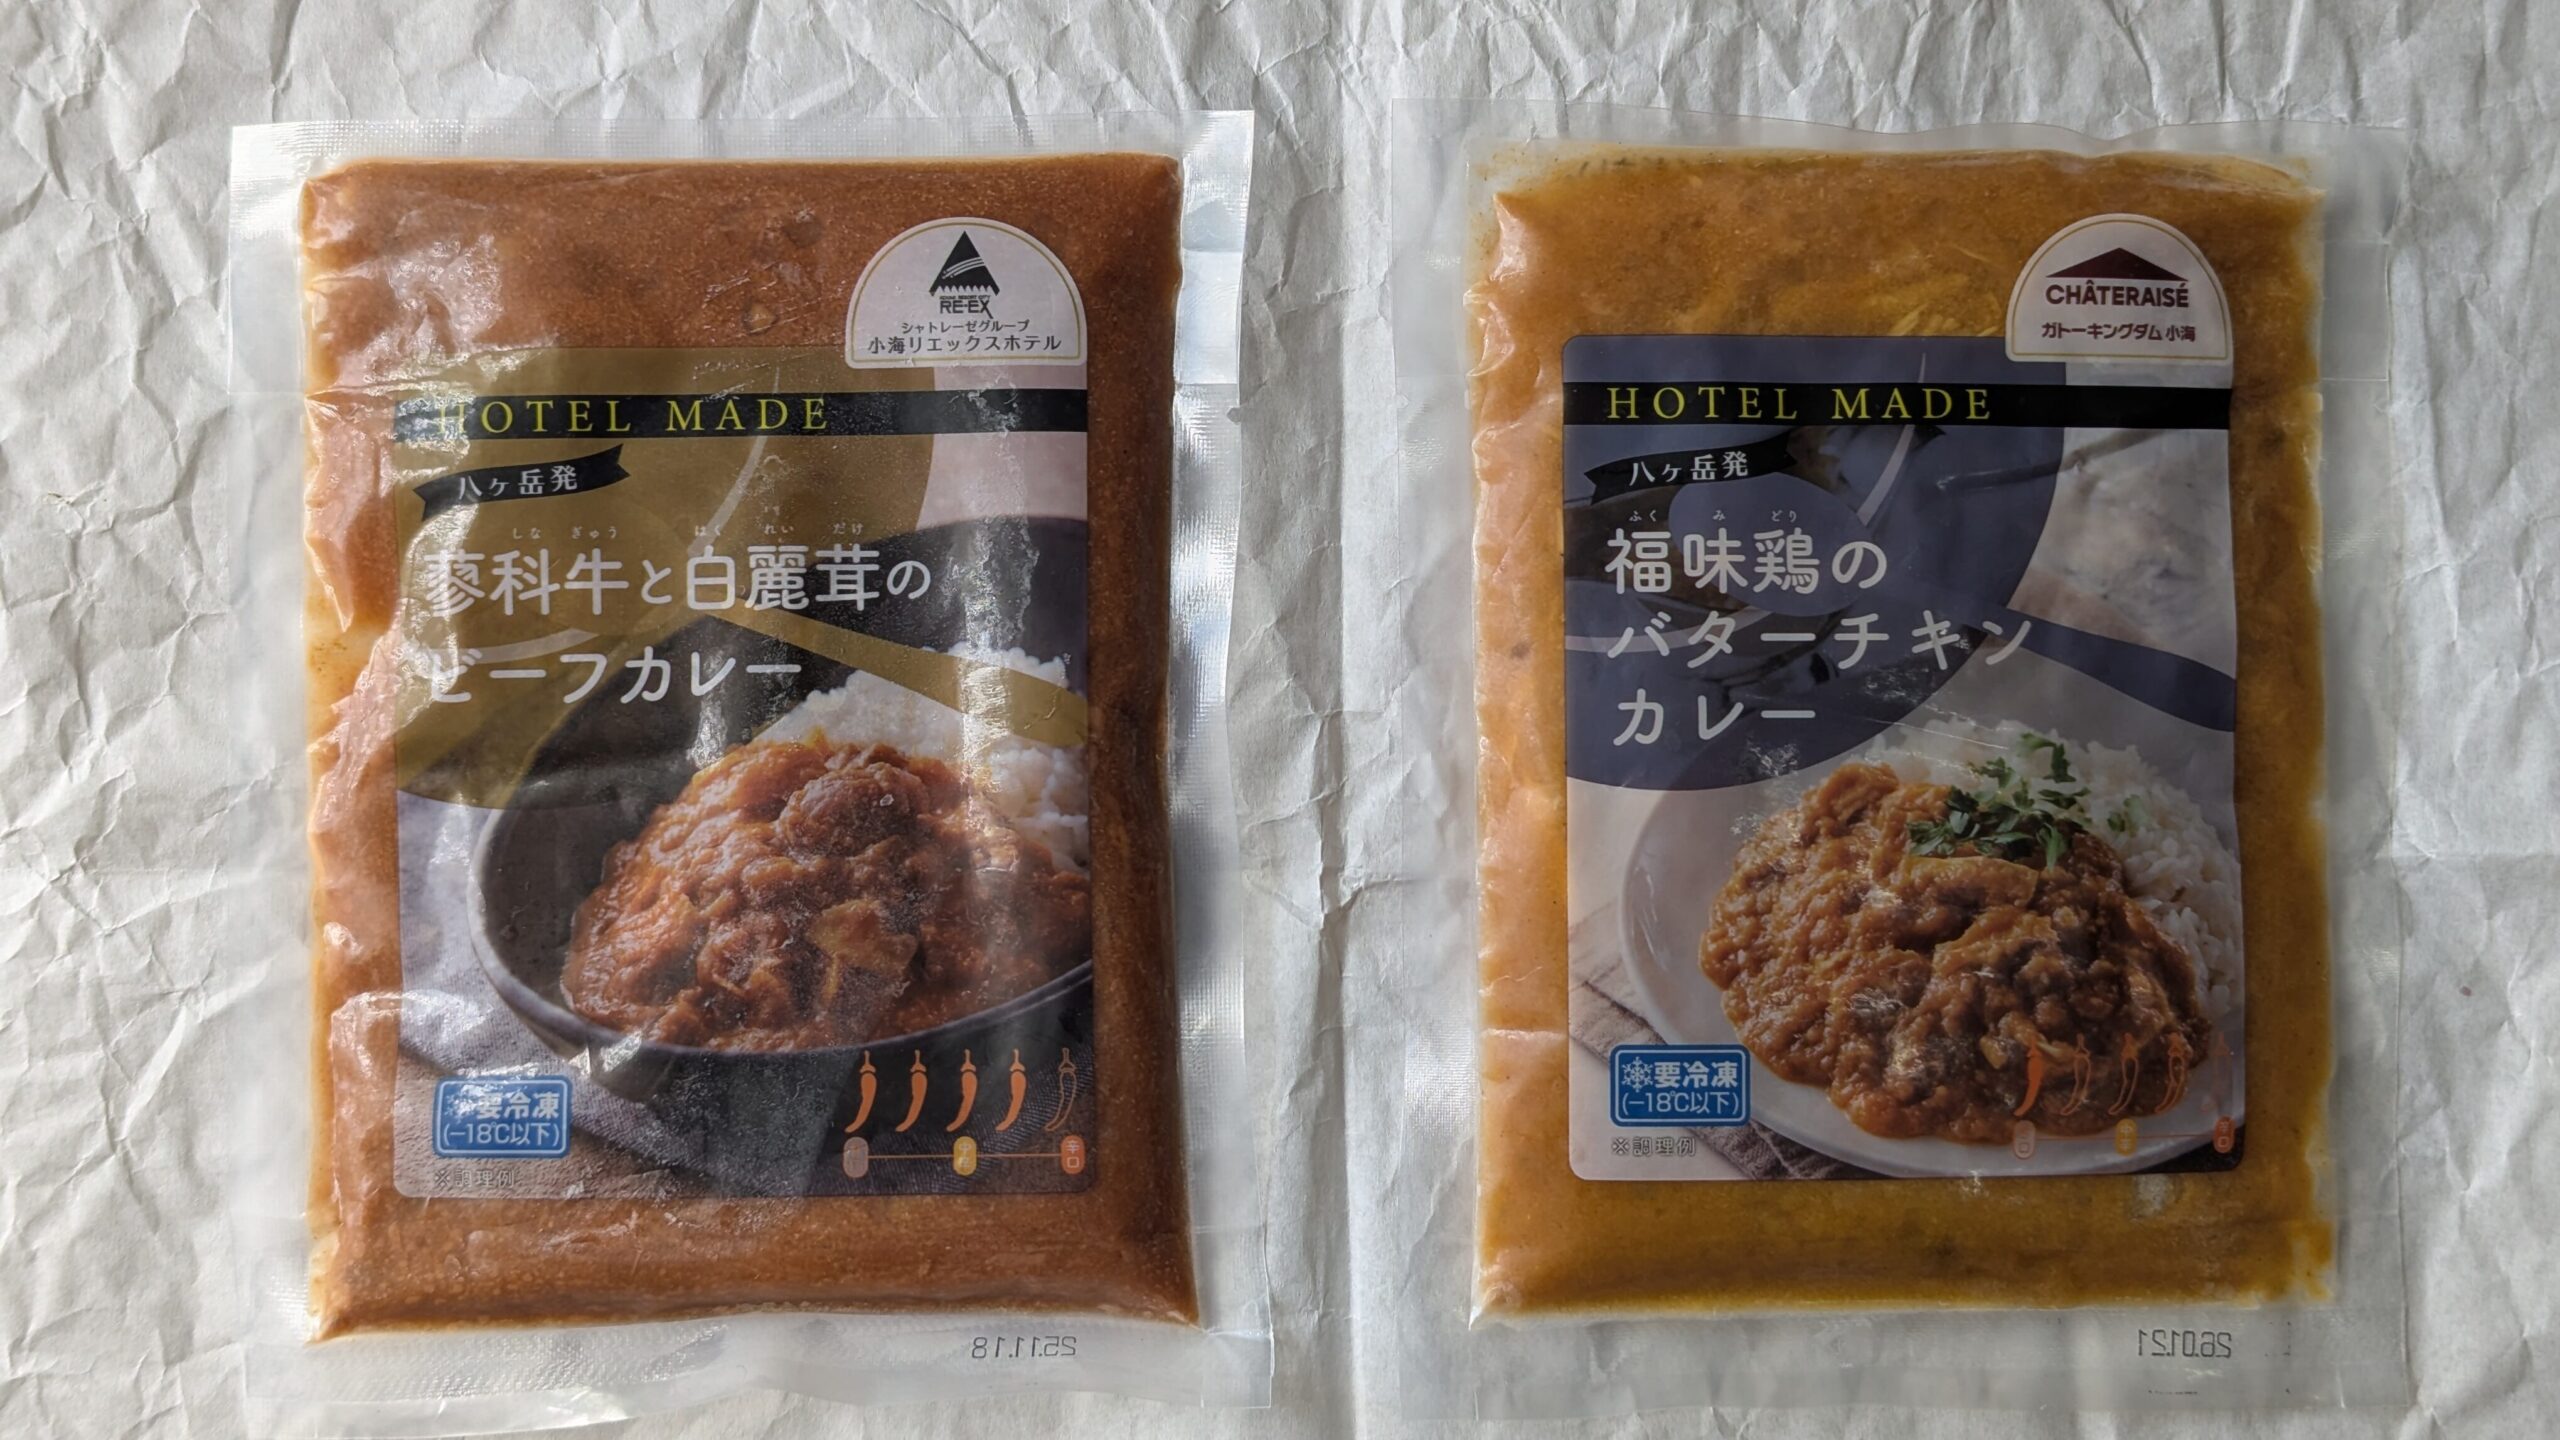 RE-EX
シャトレーゼグループ
小海リエックスホテル
HOTEL MADE
八ヶ岳発
しな ぎゅう はく れい だけ
蓼科牛と白麗茸の
ビーフカレー
要冷凍
(−18℃以下)
中辛
辛口
※調理例
25.11.18
CHÂTERAISÉ
ガトーキングダム 小海
HOTEL MADE
八ヶ岳発
ふく み どり
福味鶏の
バターチキン
カレー
要冷凍
(−18℃以下)
中辛
辛口
※調理例
26.01.21